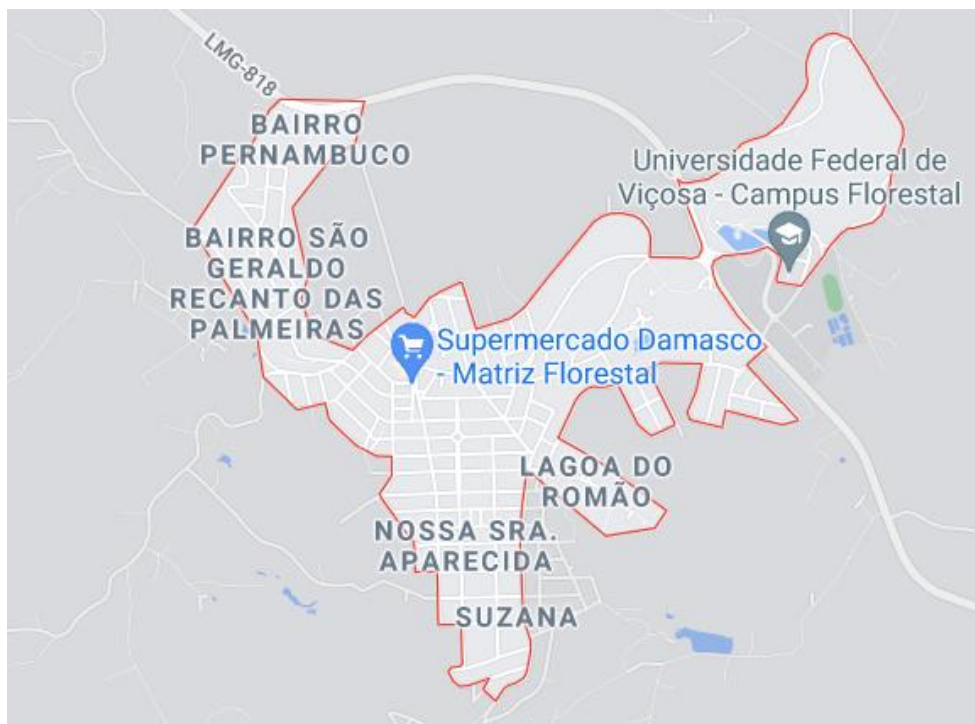 LMG-818
BAIRRO
PERNAMBUCO
Universidade Federal de
Viçosa - Campus Florestal
BAIRRO SÃO
GERALDO
RECANTO DAS
PALMEIRAS
Supermercado Damasco
- Matriz Florestal
LAGOA DO
ROMÃO
NOSSA SRA.
APARECIDA
SUZANA